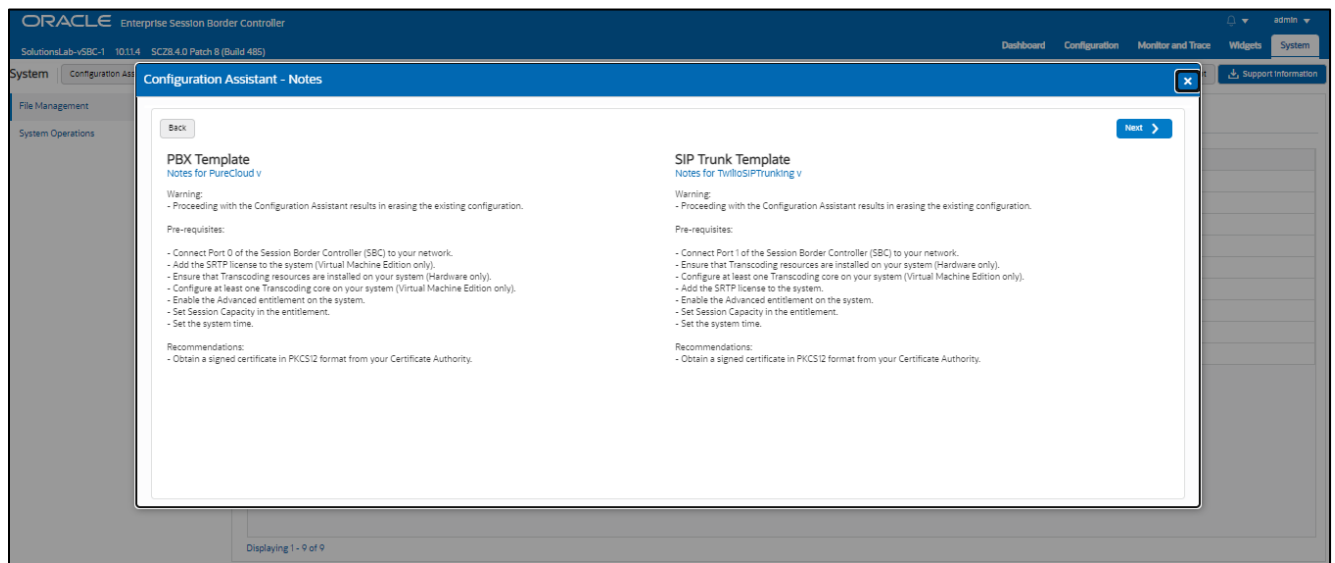 ORACLE Enterprise Session Border Controller
admin
SolutionsLab-vSBC-1 10.1.1.4 SCZ8.4.0 Patch 8 (Build 485)
Dashboard Configuration Monitor and Trace Widgets System
System Configuration Ass
Support Information
File Management
System Operations
Configuration Assistant - Notes
Back
Next
PBX Template
Notes for PureCloud v
Warning:
- Proceeding with the Configuration Assistant results in erasing the existing configuration.
Pre-requisites:
- Connect Port 0 of the Session Border Controller (SBC) to your network.
- Add the SRTP license to the system (Virtual Machine Edition only).
- Ensure that Transcoding resources are installed on your system (Hardware only).
- Configure at least one Transcoding core on your system (Virtual Machine Edition only).
- Enable the Advanced entitlement on the system.
- Set Session Capacity in the entitlement.
- Set the system time.
Recommendations:
- Obtain a signed certificate in PKCS12 format from your Certificate Authority.
SIP Trunk Template
Notes for TwilioSIPTrunking v
Warning:
- Proceeding with the Configuration Assistant results in erasing the existing configuration.
Pre-requisites:
- Connect Port 1 of the Session Border Controller (SBC) to your network.
- Ensure that Transcoding resources are installed on your system (Hardware only).
- Configure at least one Transcoding core on your system (Virtual Machine Edition only).
- Add the SRTP license to the system.
- Enable the Advanced entitlement on the system.
- Set Session Capacity in the entitlement.
- Set the system time.
Recommendations:
- Obtain a signed certificate in PKCS12 format from your Certificate Authority.
Displaying 1 - 9 of 9